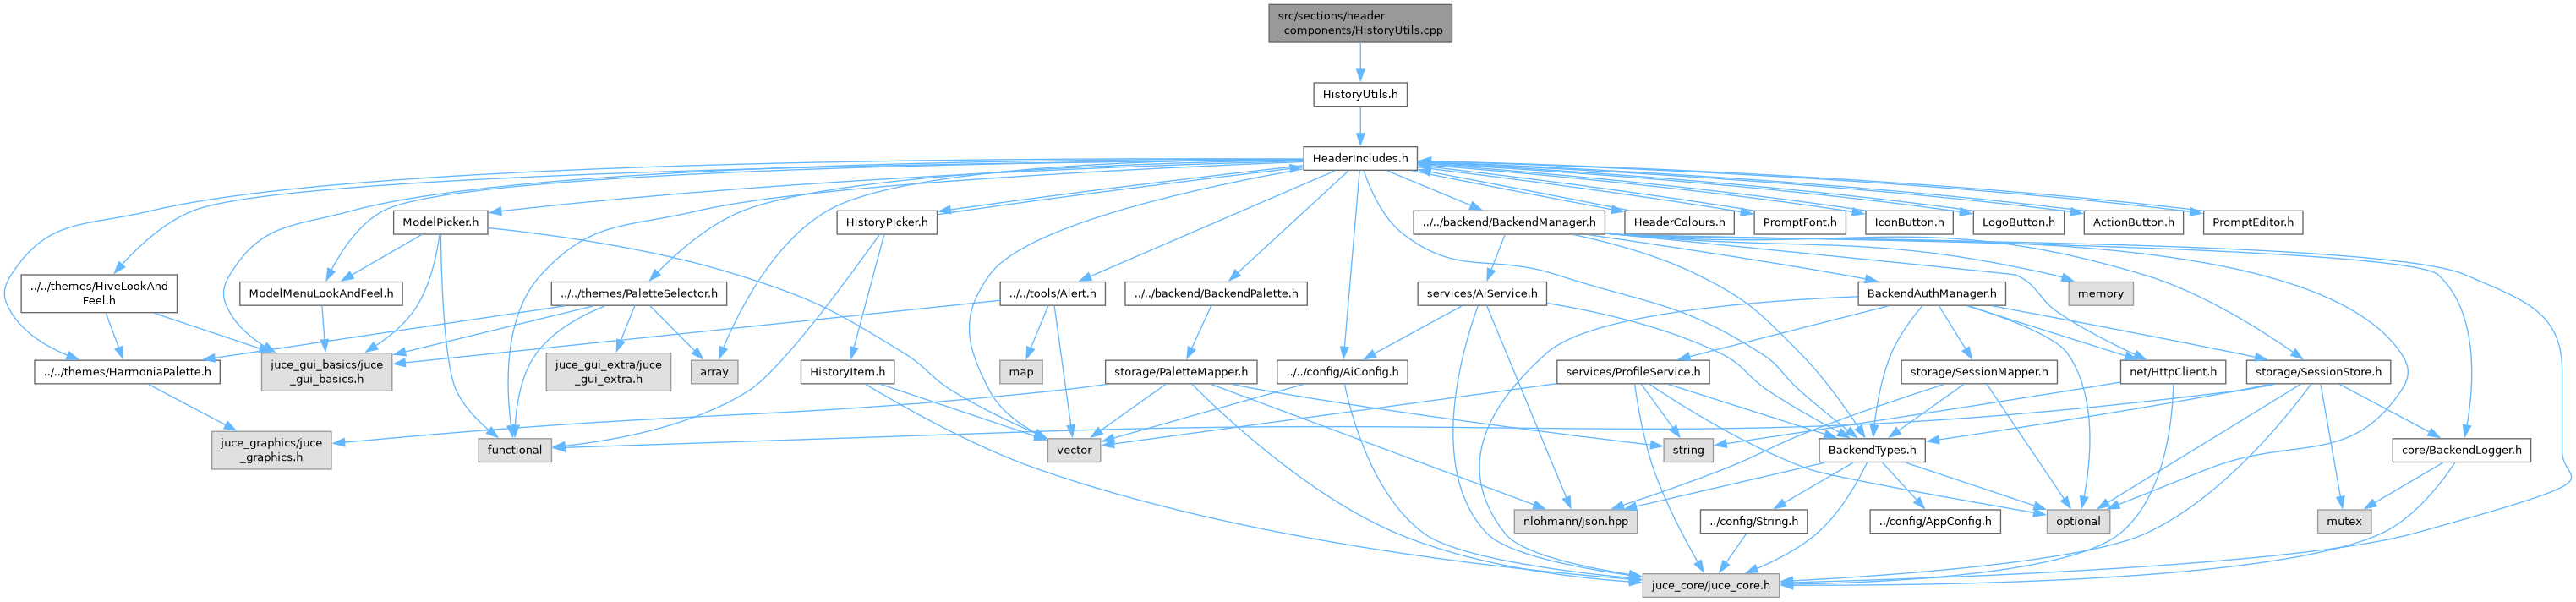 src/sections/header
_components/HistoryUtils.cpp
HistoryUtils.h
HeaderIncludes.h
ModelPicker.h
HistoryPicker.h
../../backend/BackendManager.h
HeaderColours.h
PromptFont.h
IconButton.h
LogoButton.h
ActionButton.h
PromptEditor.h
../../themes/HiveLookAnd
Feel.h
ModelMenuLookAndFeel.h
../../themes/PaletteSelector.h
../../tools/Alert.h
../../backend/BackendPalette.h
services/AiService.h
BackendAuthManager.h
memory
../../themes/HarmoniaPalette.h
juce_gui_basics/juce
_gui_basics.h
juce_gui_extra/juce
_gui_extra.h
array
HistoryItem.h
map
storage/PaletteMapper.h
../../config/AiConfig.h
services/ProfileService.h
storage/SessionMapper.h
net/HttpClient.h
storage/SessionStore.h
juce_graphics/juce
_graphics.h
functional
vector
string
BackendTypes.h
core/BackendLogger.h
nlohmann/json.hpp
../config/String.h
../config/AppConfig.h
optional
mutex
juce_core/juce_core.h